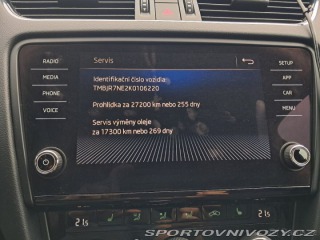 RADIO
MEDIA
PHONE
VOICE
Servis
SETUP
APP
CAR
MENU
Identifikační číslo vozidla
TMBJR7NE2K0106220
Prohlídka za 27200 km nebo 255 dny
Servis výměny oleje
za 17300 km nebo 269 dny
SPORTOVNIVOZY.CZ